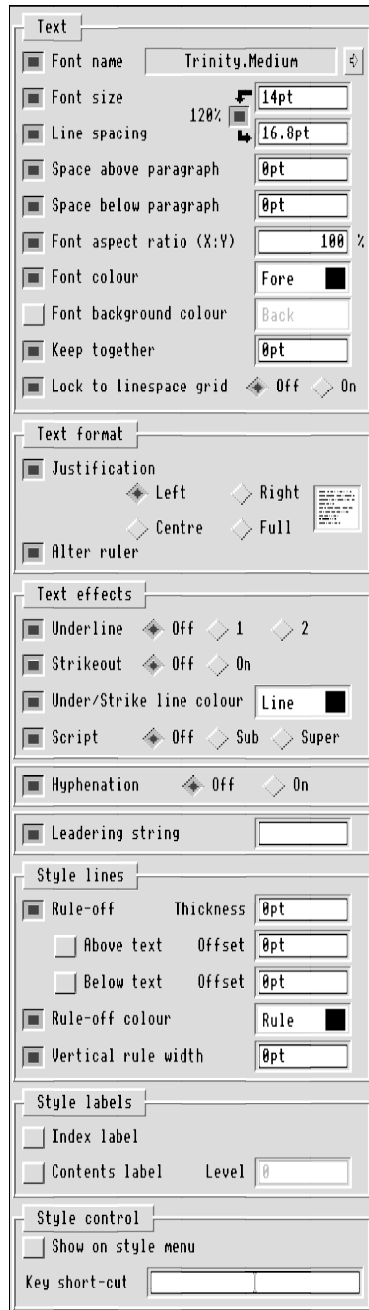 Text
Font name Trinity.Medium
Font size 14pt
120%
Line spacing 16.8pt
Space above paragraph 0pt
Space below paragraph 0pt
Font aspect ratio (X:Y) 100 %
Font colour Fore
Font background colour Back
Keep together 0pt
Lock to linespace grid Off On
Text format
Justification
Left Right
Centre Full
Alter ruler
Text effects
Underline Off 1 2
Strikeout Off On
Under/Strike line colour Line
Script Off Sub Super
Hyphenation Off On
Leadering string
Style lines
Rule-off Thickness 0pt
Above text Offset 0pt
Below text Offset 0pt
Rule-off colour Rule
Vertical rule width 0pt
Style labels
Index label
Contents label Level 0
Style control
Show on style menu
Key short-cut